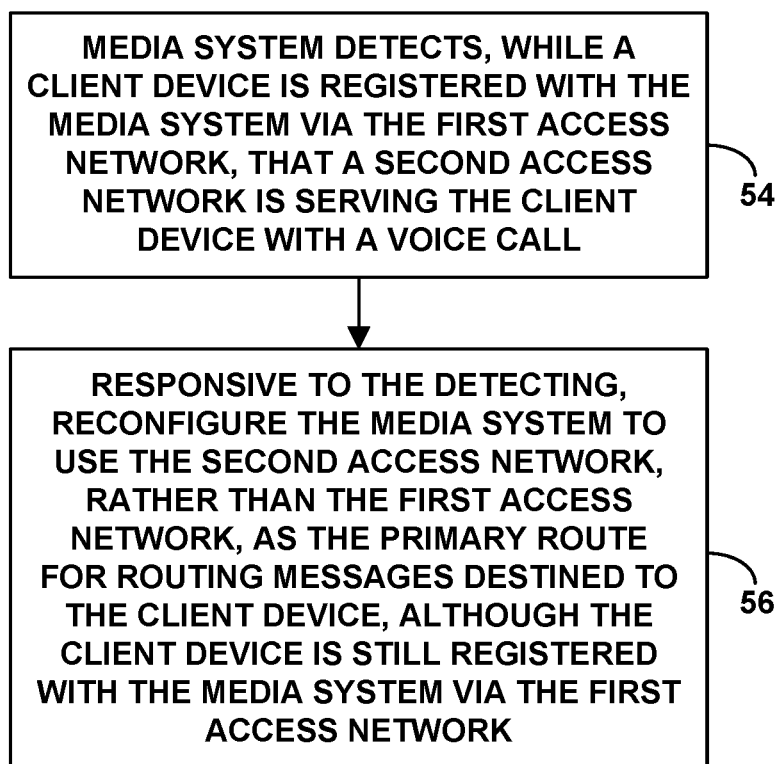 MEDIA SYSTEM DETECTS, WHILE A
CLIENT DEVICE IS REGISTERED WITH THE
MEDIA SYSTEM VIA THE FIRST ACCESS
NETWORK, THAT A SECOND ACCESS
NETWORK IS SERVING THE CLIENT
DEVICE WITH A VOICE CALL
54
RESPONSIVE TO THE DETECTING,
RECONFIGURE THE MEDIA SYSTEM TO
USE THE SECOND ACCESS NETWORK,
RATHER THAN THE FIRST ACCESS
NETWORK, AS THE PRIMARY ROUTE
FOR ROUTING MESSAGES DESTINED TO
THE CLIENT DEVICE, ALTHOUGH THE
CLIENT DEVICE IS STILL REGISTERED
WITH THE MEDIA SYSTEM VIA THE FIRST
ACCESS NETWORK
56